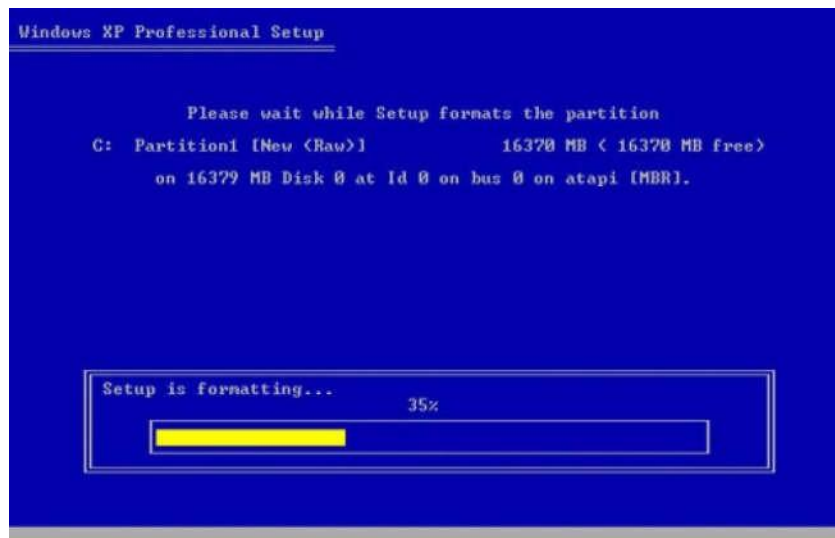 Windows XP Professional Setup
Please wait while Setup formats the partition
C: Partition1 [New (Raw)] 16370 MB ( 16370 MB free)
on 16379 MB Disk 0 at Id 0 on bus 0 on atapi [MBR].
Setup is formatting...
35%